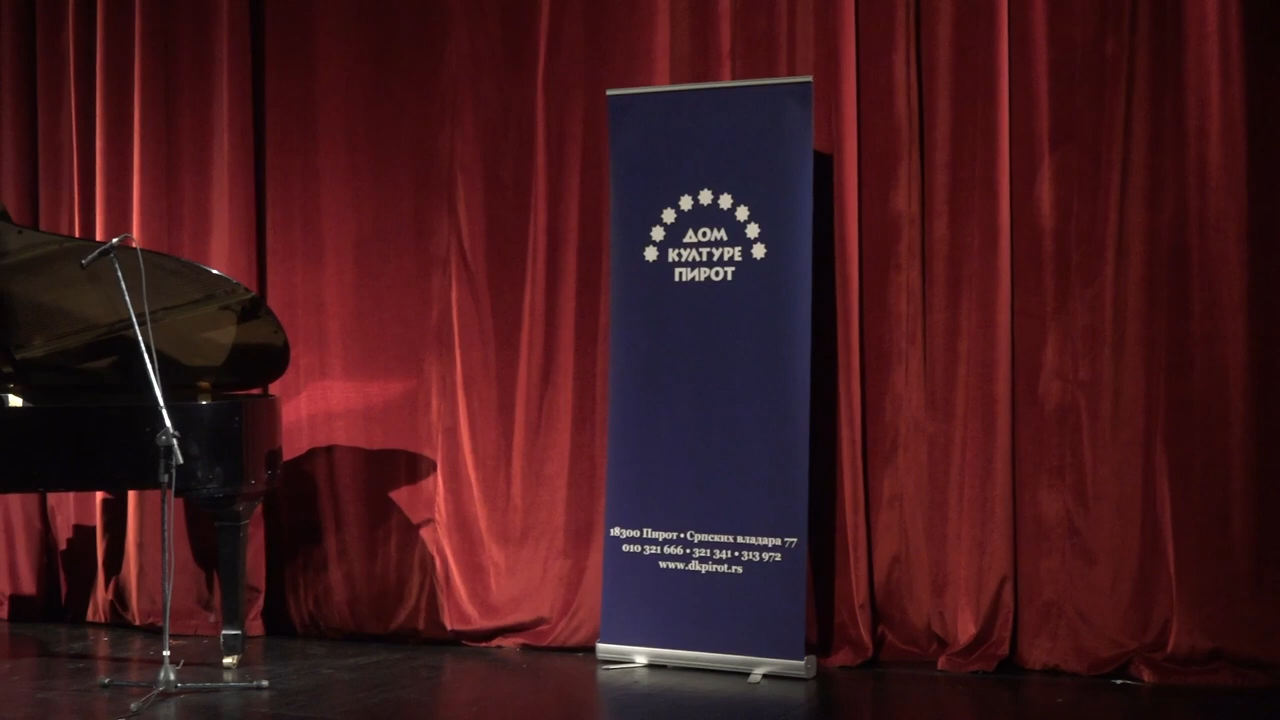 ДОМ
КУЛТУРЕ
ПИРОТ
18300 Пирот • Српских владара 77
010 321 666 • 321 341 • 313 972
www.dkpirot.rs